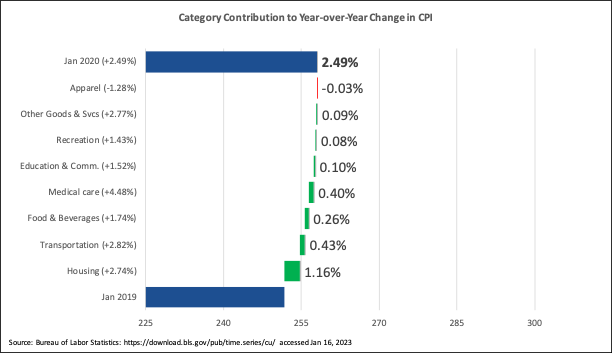 Category Contribution to Year-over-Year Change in CPI
Jan 2020 (+2.49%) 2.49%
Apparel (-1.28%) -0.03%
Other Goods & Svcs (+2.77%) 0.09%
Recreation (+1.43%) 0.08%
Education & Comm. (+1.52%) 0.10%
Medical care (+4.48%) 0.40%
Food & Beverages (+1.74%) 0.26%
Transportation (+2.82%) 0.43%
Housing (+2.74%) 1.16%
Jan 2019
225 240 255 270 285 300
Source: Bureau of Labor Statistics: https://download.bls.gov/pub/time.series/cu/ accessed Jan 16, 2023